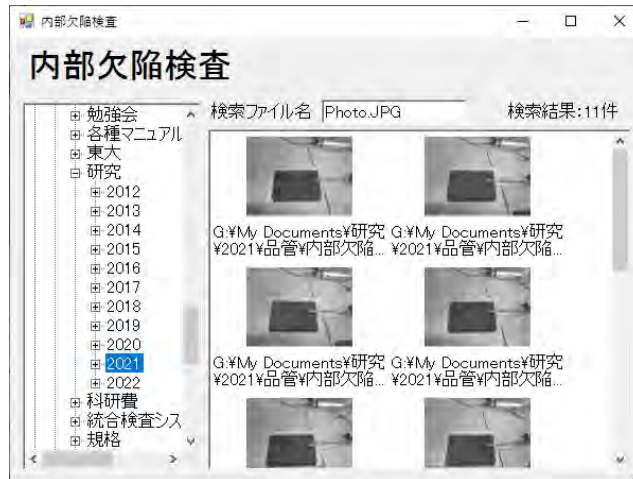 内部欠陥検査
内部欠陥検査
検索ファイル名 Photo.JPG 検索結果:11件
勉強会
各種マニュアル
東大
研究
2012
2013
2014
2015
2016
2017
2018
2019
2020
2021
2022
科研費
統合検査シス
規格
G:¥My Documents¥研究
¥2021¥品管¥内部欠陥...
G:¥My Documents¥研究
¥2021¥品管¥内部欠陥...
G:¥My Documents¥研究
¥2021¥品管¥内部欠陥...
G:¥My Documents¥研究
¥2021¥品管¥内部欠陥...